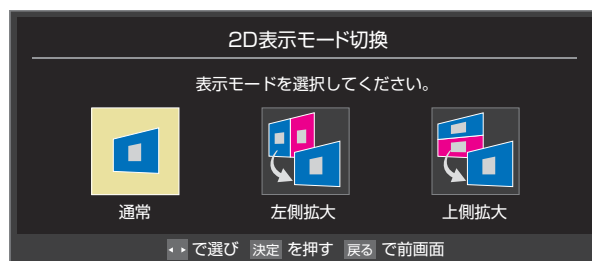 2D表示モード切換
表示モードを選択してください。
通常 左側拡大 上側拡大
で選び 決定 を押す 戻る で前画面